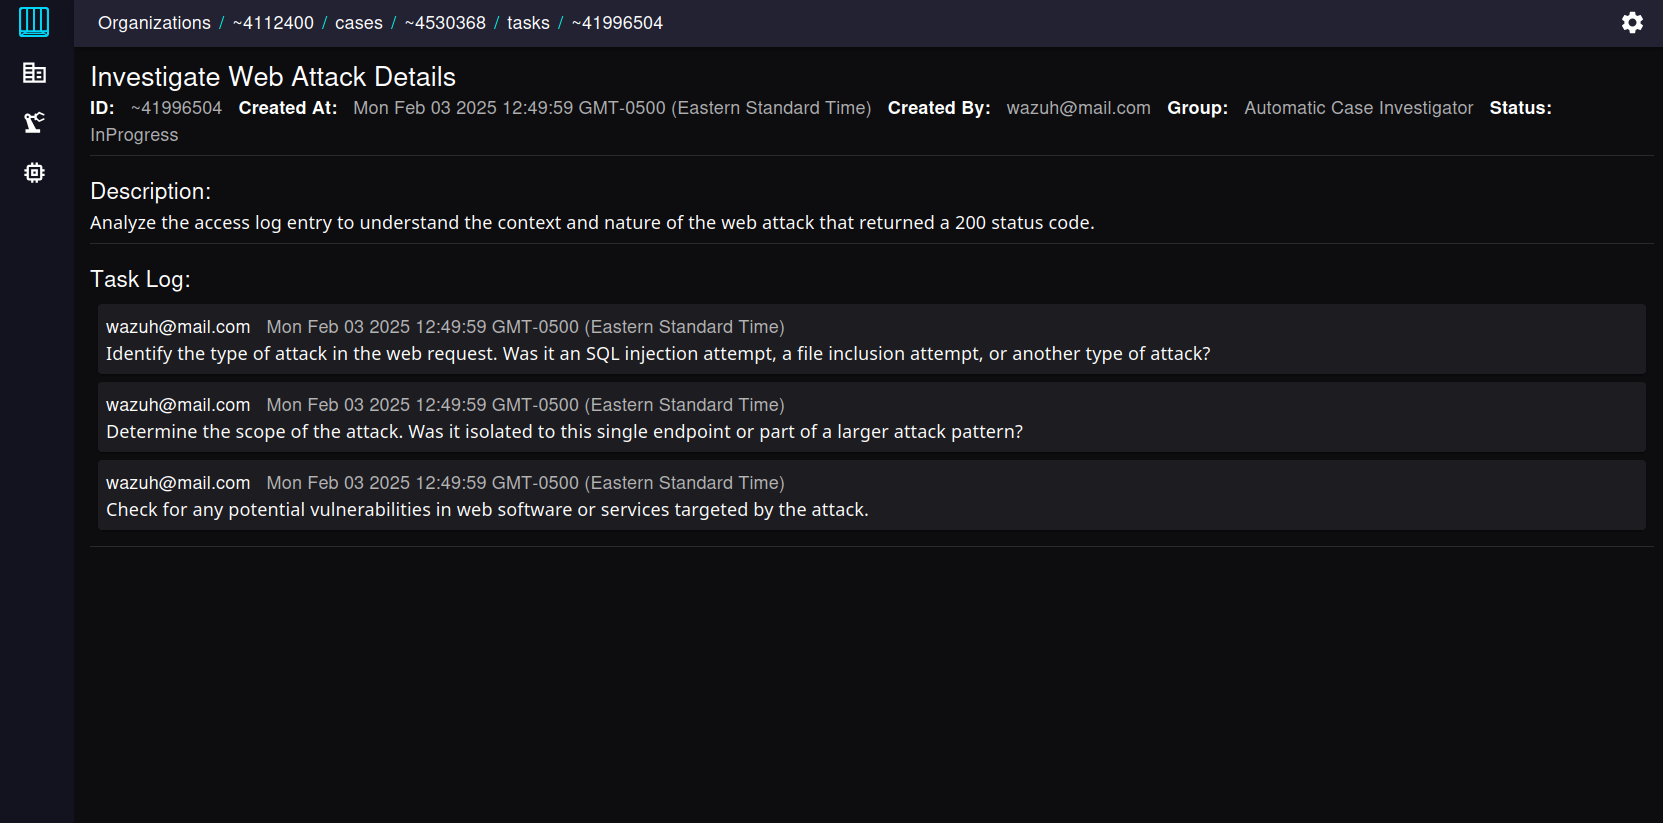 Organizations / ~4112400 / cases / ~4530368 / tasks / ~41996504
Investigate Web Attack Details
ID: ~41996504 Created At: Mon Feb 03 2025 12:49:59 GMT-0500 (Eastern Standard Time) Created By: wazuh@mail.com Group: Automatic Case Investigator Status:
InProgress
Description:
Analyze the access log entry to understand the context and nature of the web attack that returned a 200 status code.
Task Log:
wazuh@mail.com Mon Feb 03 2025 12:49:59 GMT-0500 (Eastern Standard Time)
Identify the type of attack in the web request. Was it an SQL injection attempt, a file inclusion attempt, or another type of attack?
wazuh@mail.com Mon Feb 03 2025 12:49:59 GMT-0500 (Eastern Standard Time)
Determine the scope of the attack. Was it isolated to this single endpoint or part of a larger attack pattern?
wazuh@mail.com Mon Feb 03 2025 12:49:59 GMT-0500 (Eastern Standard Time)
Check for any potential vulnerabilities in web software or services targeted by the attack.